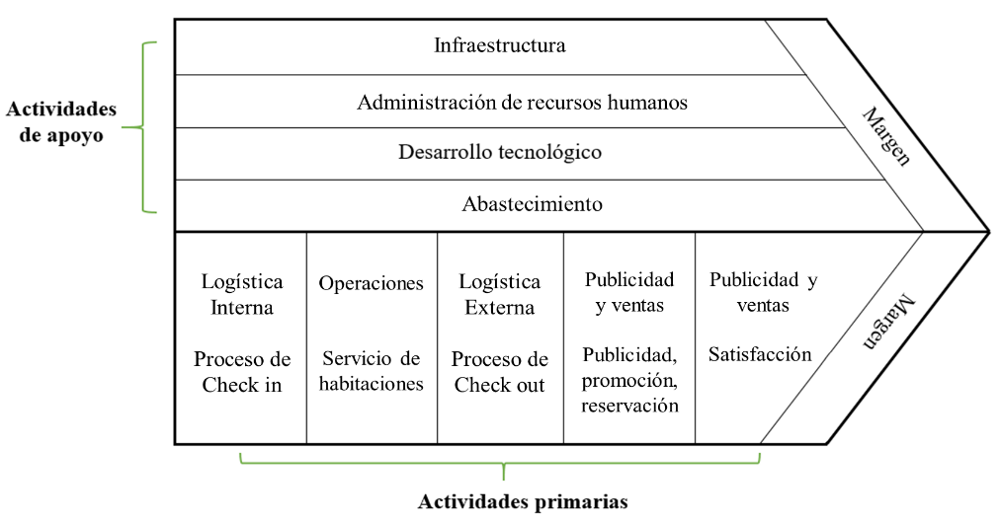 Infraestructura
Actividades
de apoyo
Administración de recursos humanos
Margen
Desarrollo tecnológico
Abastecimiento
Logística
Interna
Proceso de
Check in
Operaciones
Servicio de
habitaciones
Logística
Externa
Proceso de
Check out
Publicidad
y ventas
Publicidad,
promoción,
reservación
Publicidad y
ventas
Satisfacción
Margen
Actividades primarias